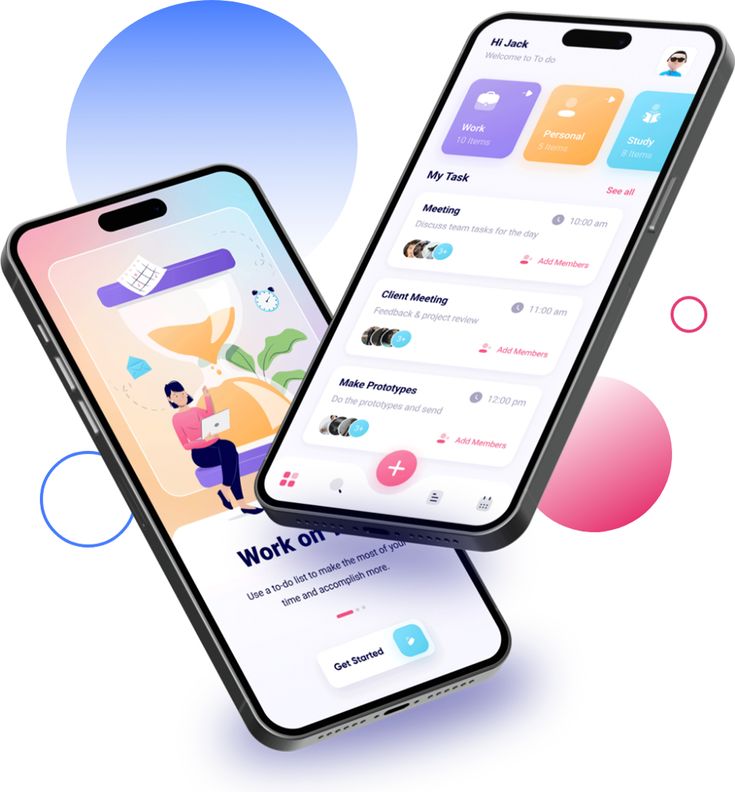 Hi Jack
Welcome to To do
Work
10 Items
Personal
5 Items
Study
8 Items
My Task
See all
Meeting
10:00 am
Discuss team tasks for the day
3+
Add Members
Client Meeting
11:00 am
Feedback & project review
3+
Add Members
Make Prototypes
12:00 pm
Do the prototypes and send
3+
Add Members
Work on
Use a to-do list to make the most of your
time and accomplish more.
Get Started